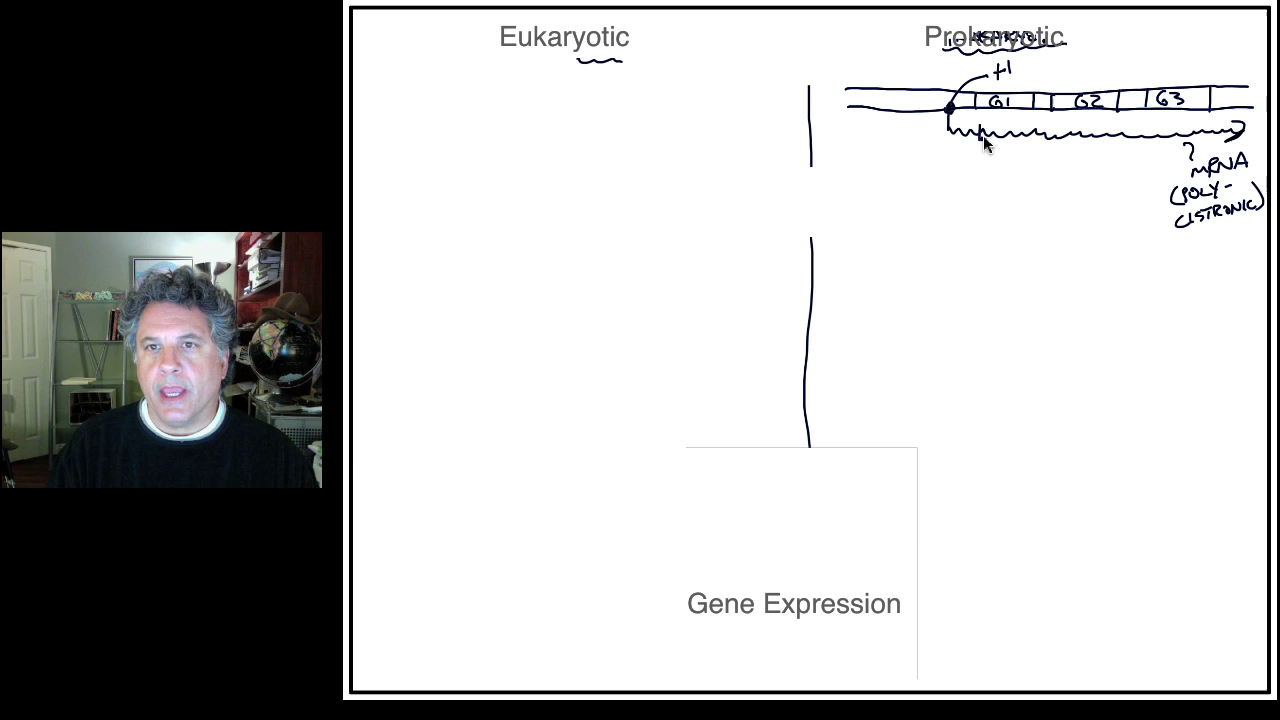 Eukaryotic
Prokaryotic
+1
G1 G2 G3
mRNA
(POLY-
CISTRONIC)
Gene Expression